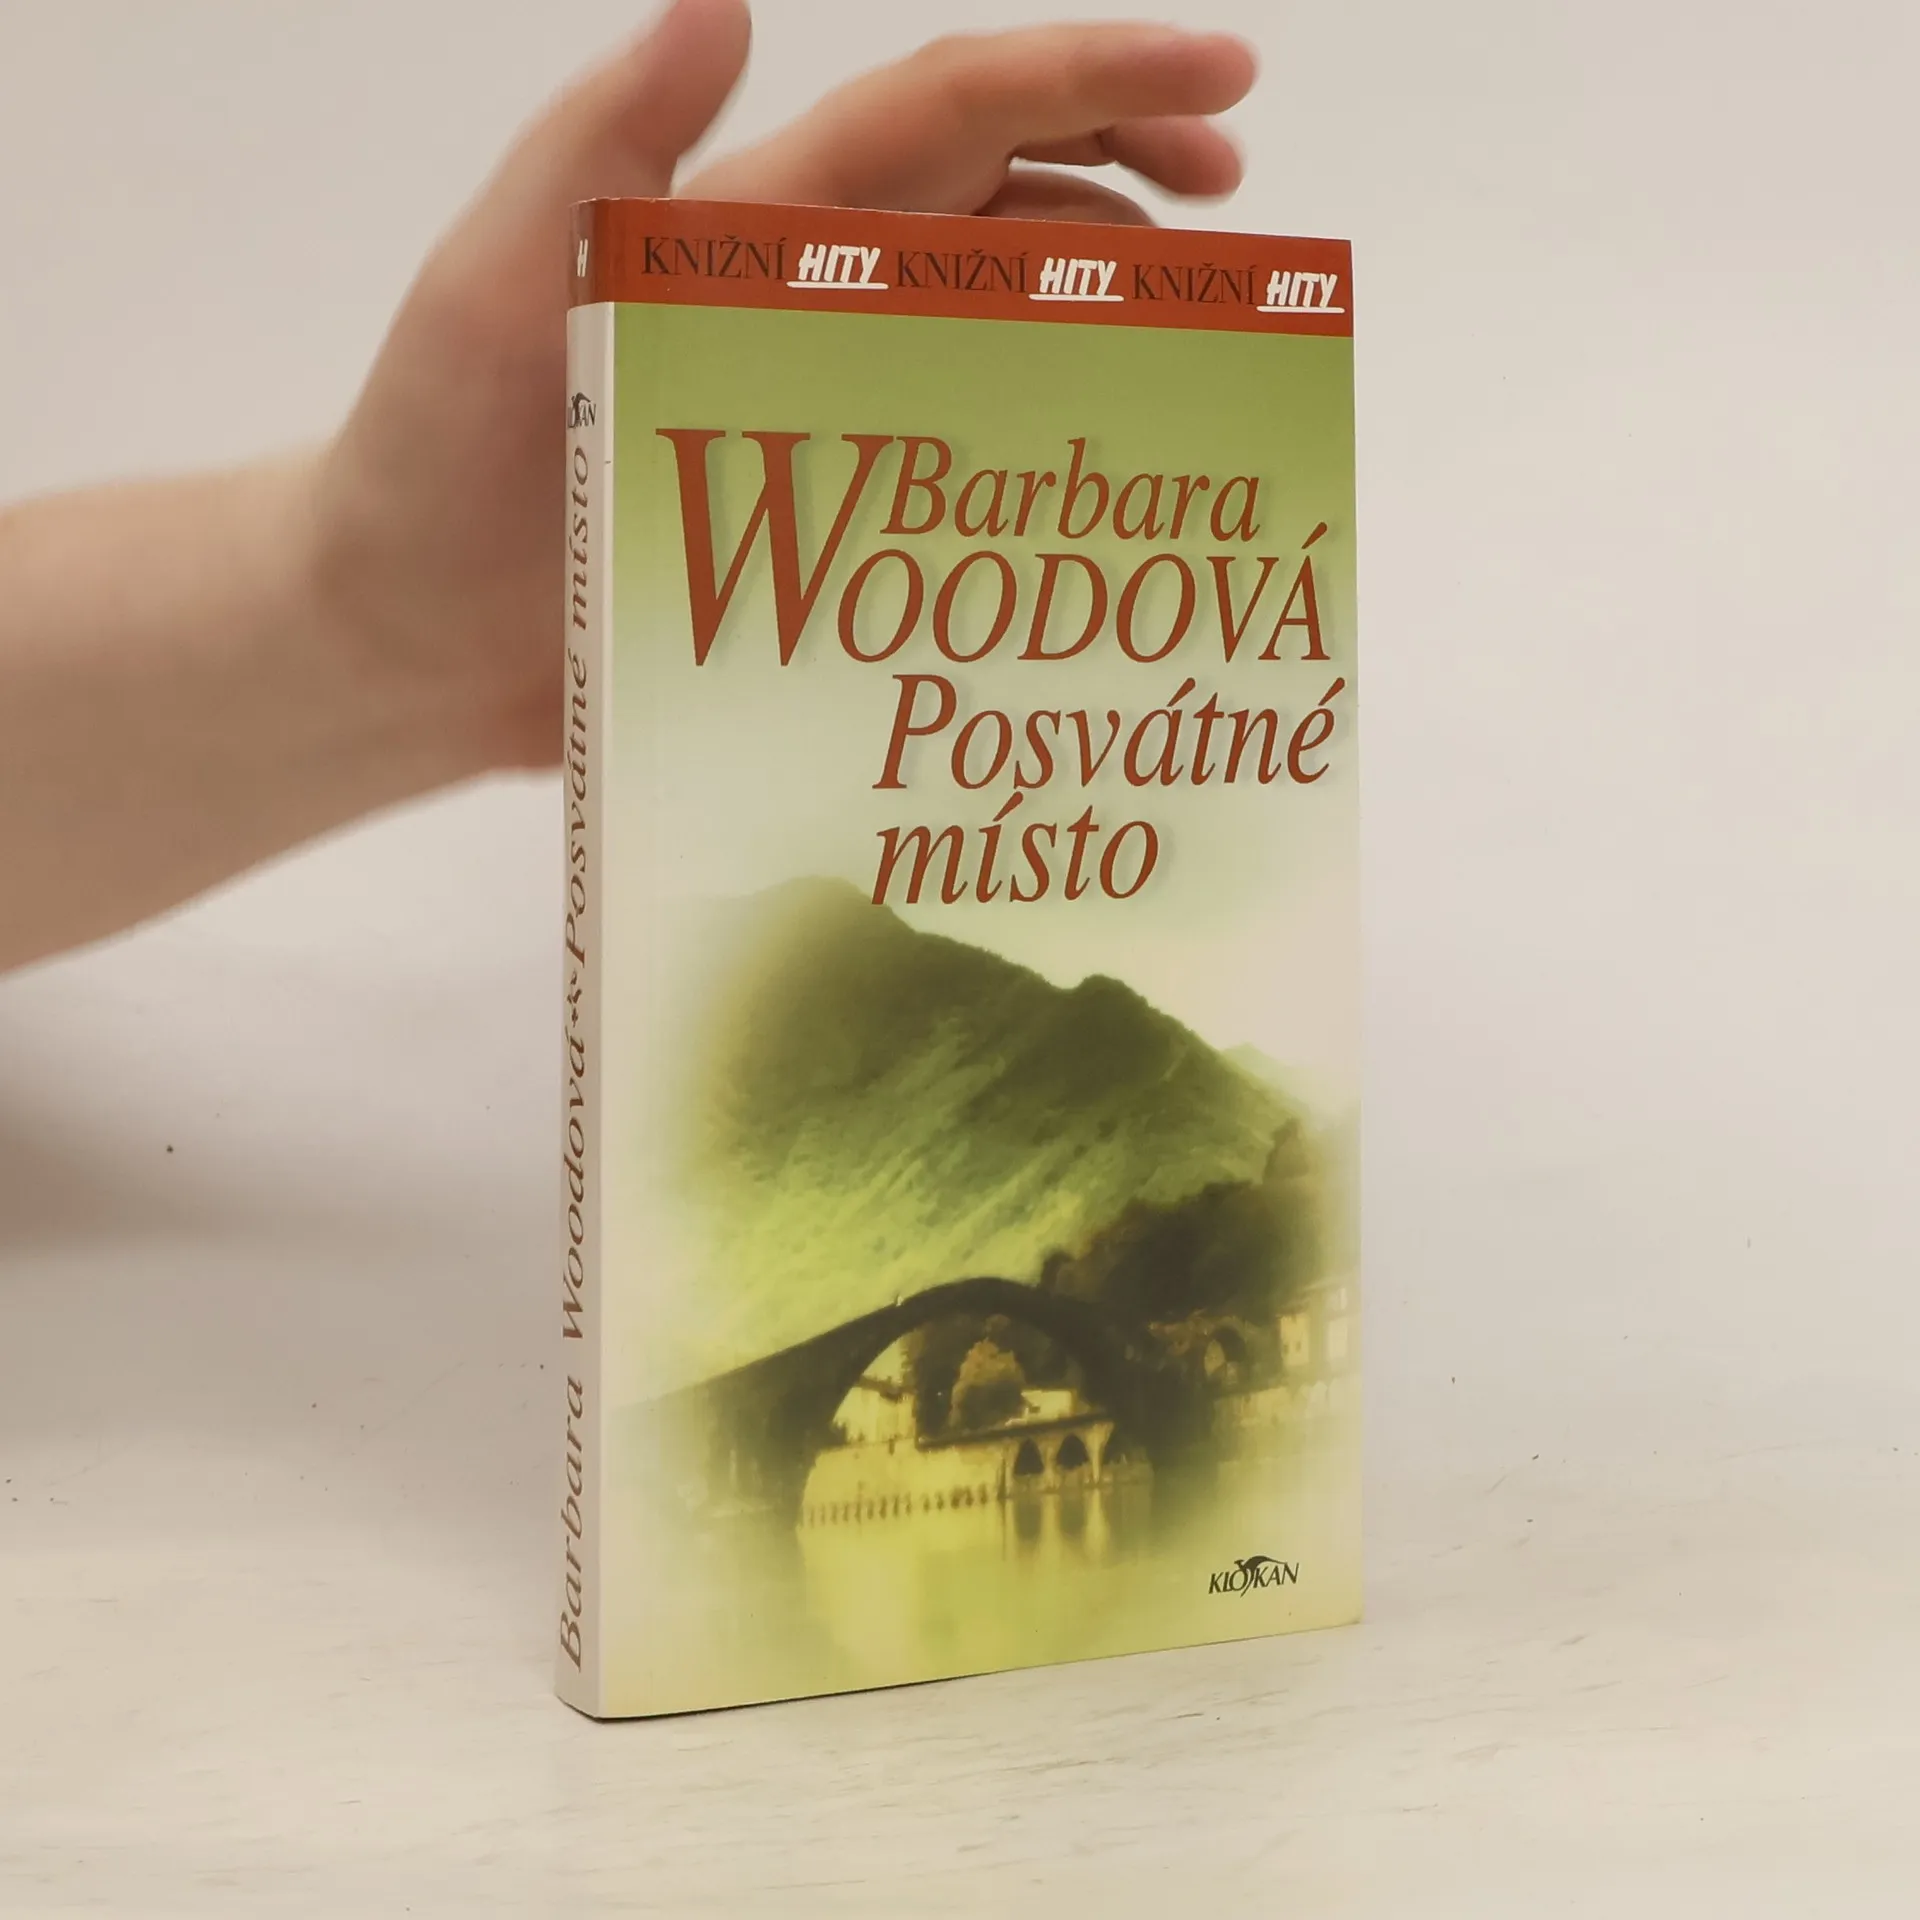 KNIŽNÍ HITY KNIŽNÍ HITY KNIŽNÍ HITY
Barbara
WOODOVÁ
Posvátné
místo
KLOKAN
H
KLOKAN
Barbara Woodová Posvátné místo